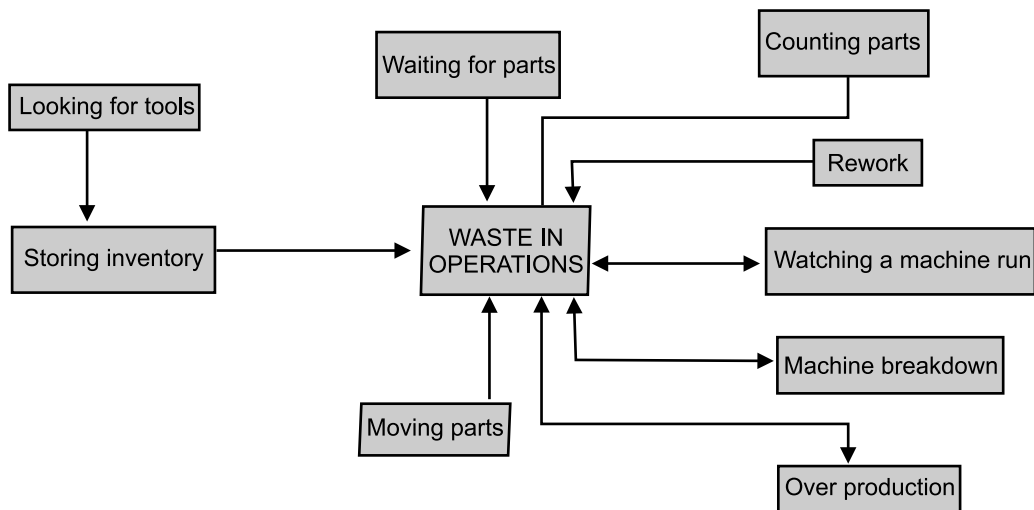 Counting parts
Waiting for parts
Looking for tools
Rework
WASTE IN
OPERATIONS
Storing inventory
Watching a machine run
Machine breakdown
Moving parts
Over production